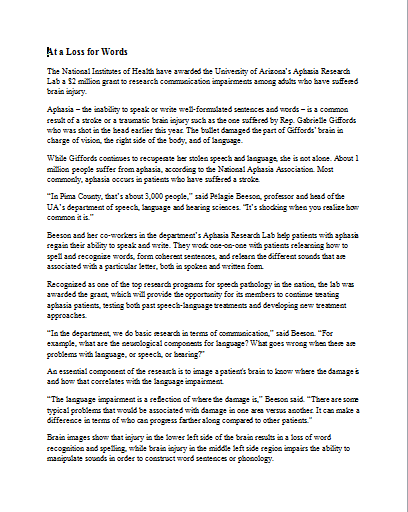 At a Loss for Words
The National Institutes of Health have awarded the University of Arizona's Aphasia Research
Lab a $2 million grant to research communication impairments among adults who have suffered
brain injury.
Aphasia – the inability to speak or write well-formulated sentences and words – is a common
result of a stroke or a traumatic brain injury such as the one suffered by Rep. Gabrielle Giffords
who was shot in the head earlier this year. The bullet damaged the part of Giffords' brain in
charge of vision, the right side of the body, and of language.
While Giffords continues to recuperate her stolen speech and language, she is not alone. About 1
million people suffer from aphasia, according to the National Aphasia Association. Most
commonly, aphasia occurs in patients who have suffered a stroke.
"In Pima County, that's about 3,000 people," said Pelagie Beeson, professor and head of the
UA's department of speech, language and hearing sciences. "It's shocking when you realize how
common it is."
Beeson and her co-workers in the department's Aphasia Research Lab help patients with aphasia
regain their ability to speak and write. They work one-on-one with patients relearning how to
spell and recognize words, form coherent sentences, and relearn the different sounds that are
associated with a particular letter, both in spoken and written form.
Recognized as one of the top research programs for speech pathology in the nation, the lab was
awarded the grant, which will provide the opportunity for its members to continue treating
aphasia patients, testing both past speech-language treatments and developing new treatment
approaches.
"In the department, we do basic research in terms of communication," said Beeson. "For
example, what are the neurological components for language? What goes wrong when there are
problems with language, or speech, or hearing?"
An essential component of the research is to image a patient's brain to know where the damage is
and how that correlates with the language impairment.
"The language impairment is a reflection of where the damage is," Beeson said. "There are some
typical problems that would be associated with damage in one area versus another. It can make a
difference in terms of who can progress farther along compared to other patients."
Brain images show that injury in the lower left side of the brain results in a loss of word
recognition and spelling, while brain injury in the middle left side region impairs the ability to
manipulate sounds in order to construct word sentences or phonology.